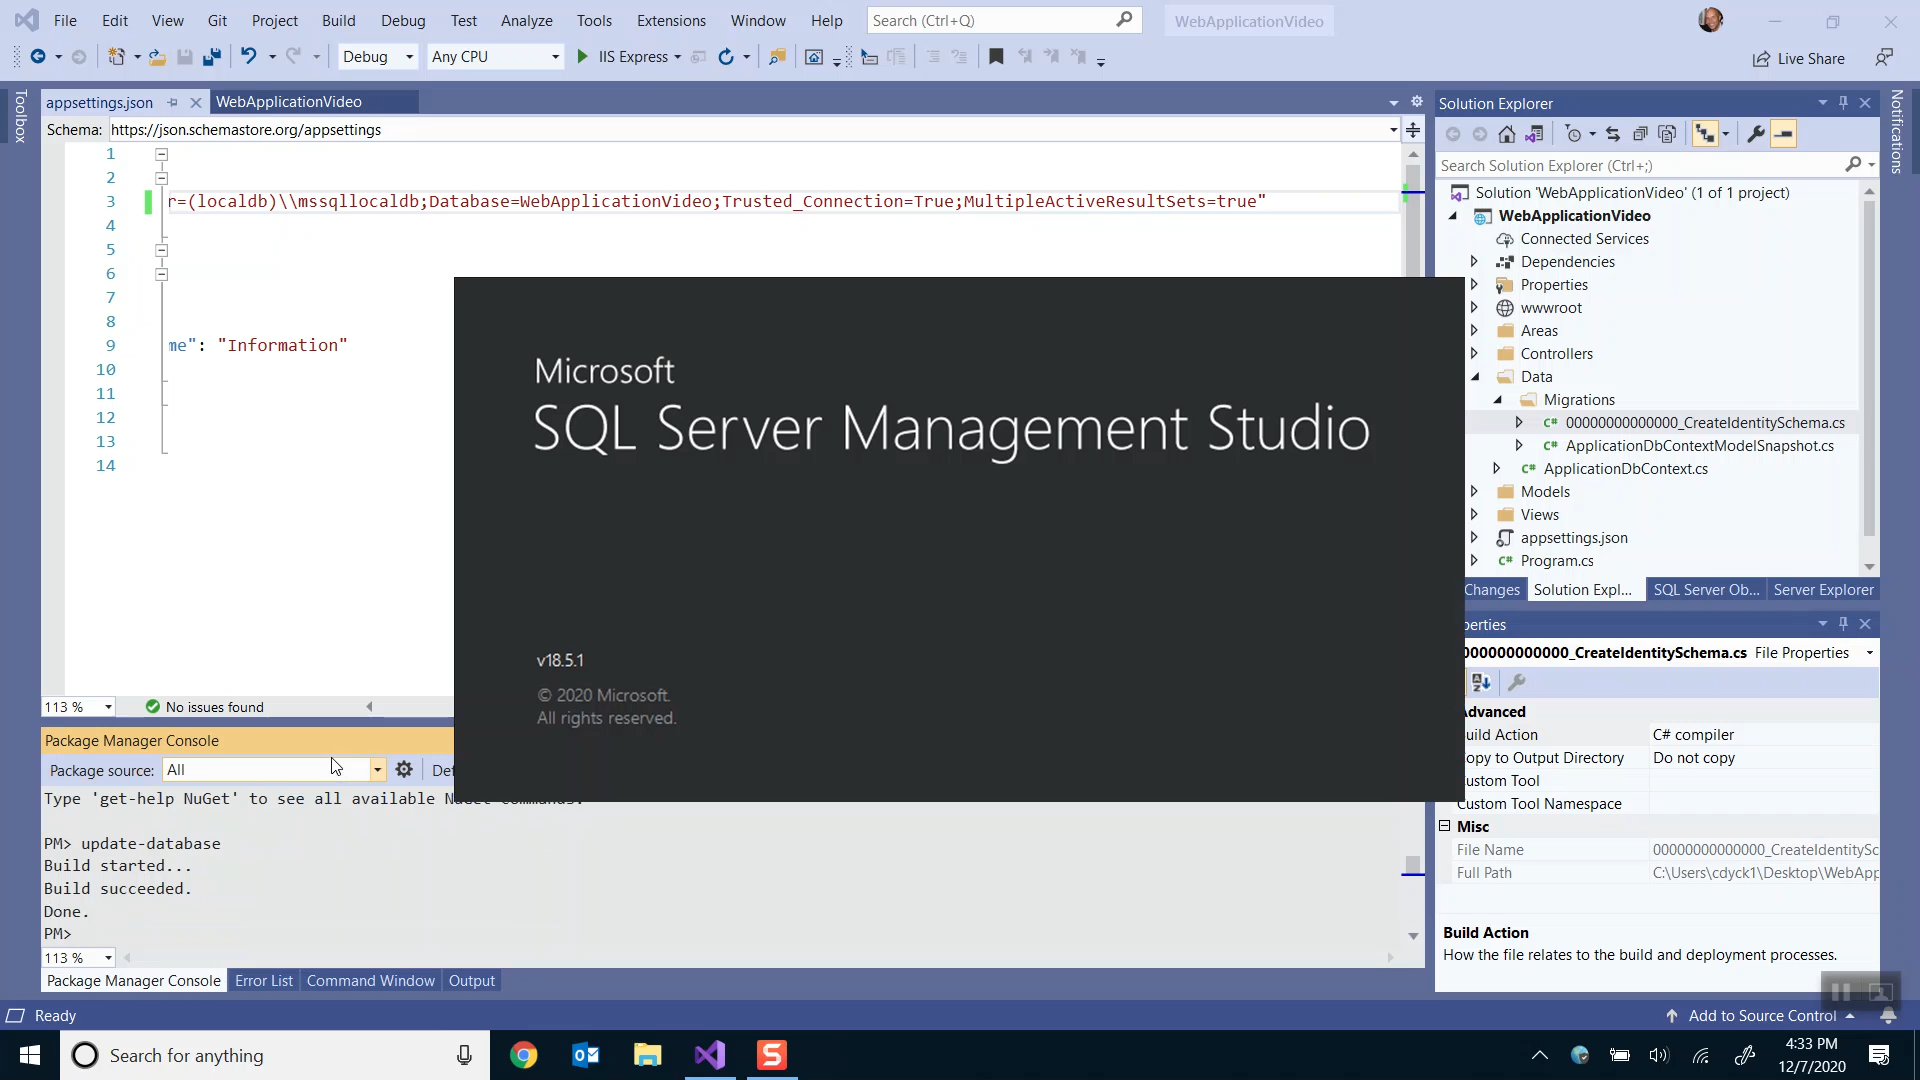 File Edit View Git Project Build Debug Test Analyze Tools Extensions Window Help Search (Ctrl+Q) WebApplicationVideo
Debug Any CPU IIS Express Live Share
Toolbox
appsettings.json WebApplicationVideo
Schema: https://json.schemastore.org/appsettings
1
2
3 r=(localdb)\\mssqllocaldb;Database=WebApplicationVideo;Trusted_Connection=True;MultipleActiveResultSets=true"
4
5
6
7
8
9 me": "Information"
10
11
12
13
14
113 % No issues found
Microsoft
SQL Server Management Studio
v18.5.1
© 2020 Microsoft.
All rights reserved.
Package Manager Console
Package source: All Def
Type 'get-help NuGet' to see all available NuGet commands.
PM> update-database
Build started...
Build succeeded.
Done.
PM>
113 %
Package Manager Console Error List Command Window Output
Solution Explorer
Search Solution Explorer (Ctrl+;)
Solution 'WebApplicationVideo' (1 of 1 project)
WebApplicationVideo
Connected Services
Dependencies
Properties
wwwroot
Areas
Controllers
Data
Migrations
C# 00000000000000_CreateIdentitySchema.cs
C# ApplicationDbContextModelSnapshot.cs
C# ApplicationDbContext.cs
Models
Views
appsettings.json
C# Program.cs
Changes Solution Expl... SQL Server Ob... Server Explorer
Notifications
perties
000000000000_CreateIdentitySchema.cs File Properties
Advanced
uild Action C# compiler
opy to Output Directory Do not copy
ustom Tool
Custom Tool Namespace
Misc
File Name 00000000000000_CreateIdentitySc
Full Path C:\Users\cdyck1\Desktop\WebApp
Build Action
How the file relates to the build and deployment processes.
Ready Add to Source Control
Search for anything
4:33 PM
12/7/2020